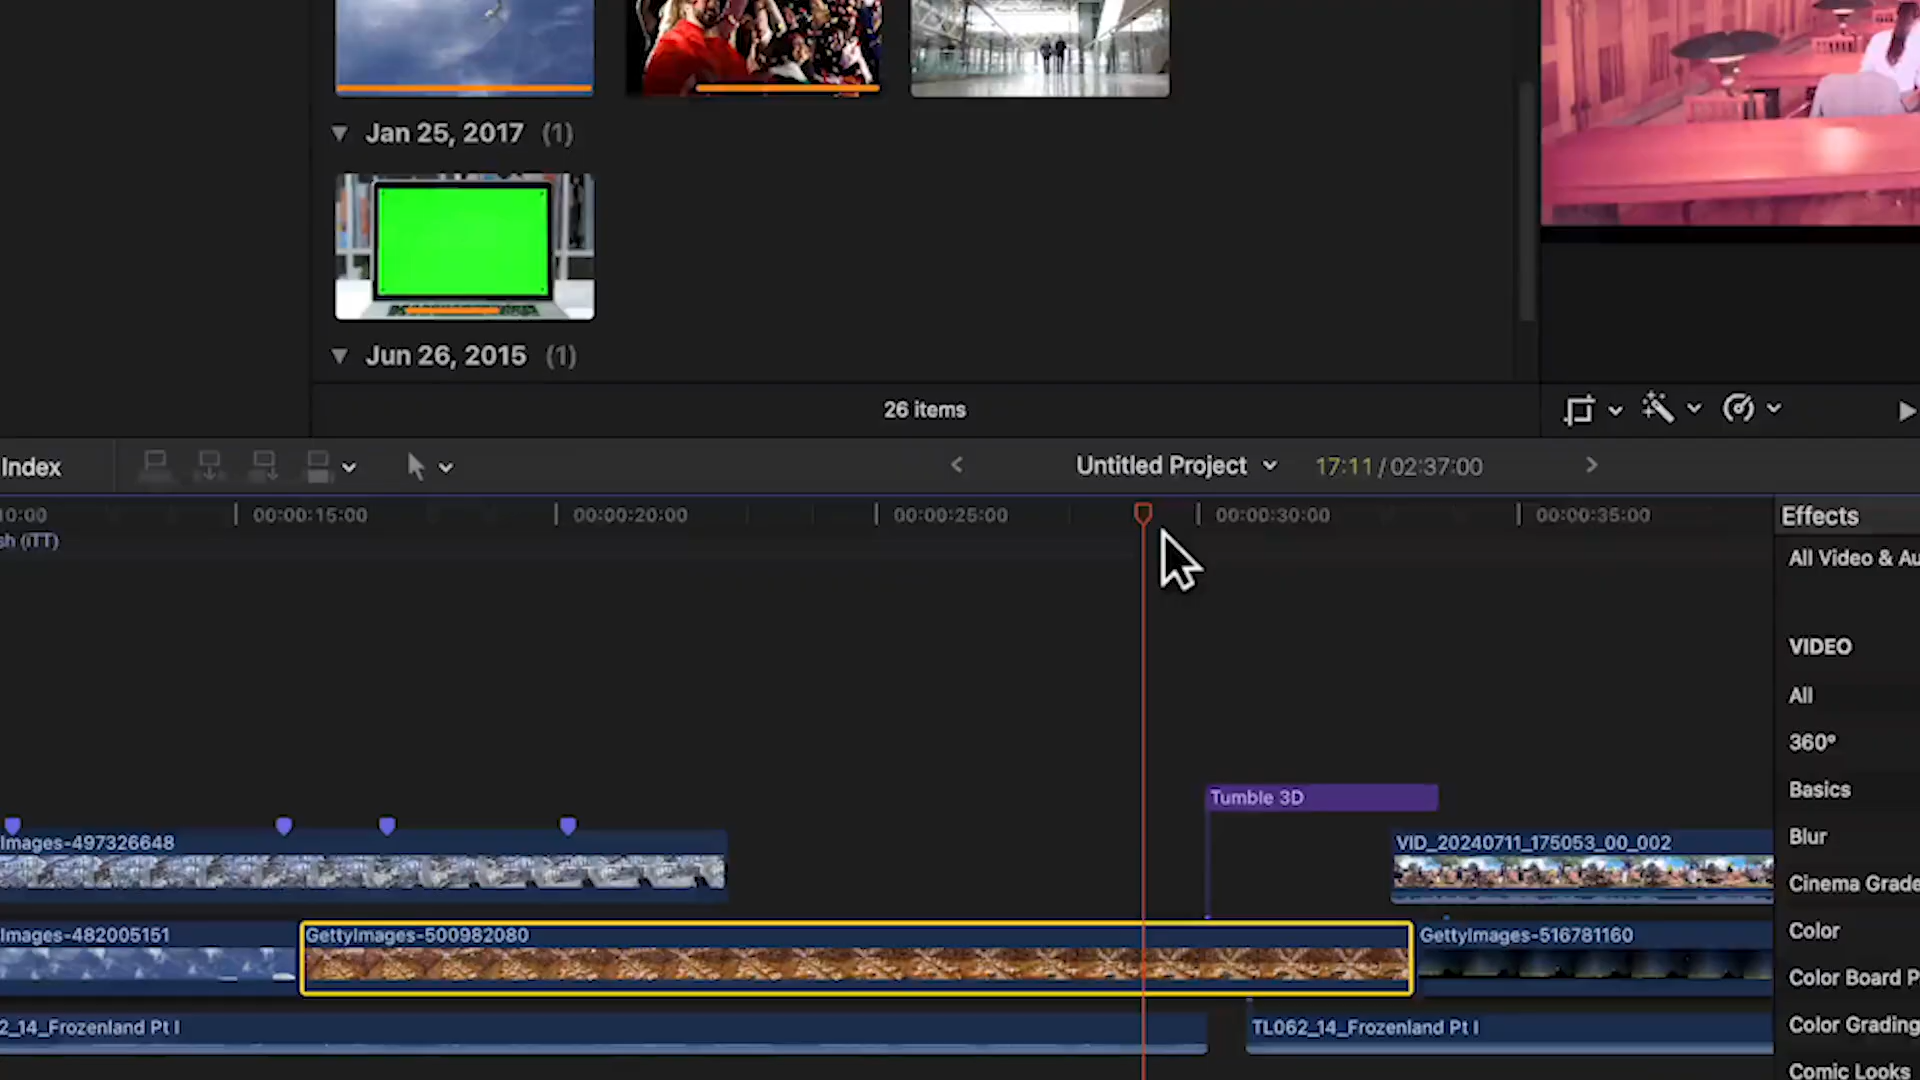 Jan 25, 2017 (1)
Jun 26, 2015 (1)
26 items
Index
Untitled Project
17:11 / 02:37:00
10:00
00:00:15:00
00:00:20:00
00:00:25:00
00:00:30:00
00:00:35:00
sh (iTT)
Effects
All Video & Au
VIDEO
All
360°
Basics
Blur
Cinema Grade
Color
Color Board P
Color Grading
Comic Looks
Tumble 3D
Images-497326648
VID_20240711_175053_00_002
Images-482005151
GettyImages-500982080
GettyImages-516781160
2_14_Frozenland Pt I
TL062_14_Frozenland Pt I